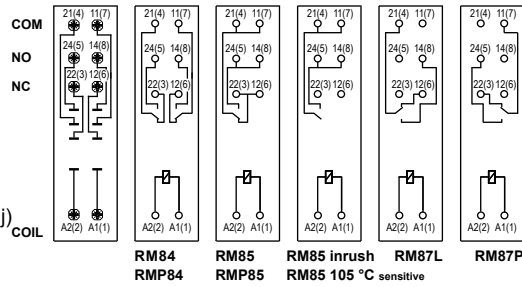 COM 21(4) 11(7) 21(4) 11(7) 21(4) 11(7) 21(4) 11(7) 21(4) 11(7) 21(4) 11(7)
NO 24(5) 14(8) 24(5) 14(8) 24(5) 14(8) 24(5) 14(8) 24(5) 14(8) 24(5) 14(8)
NC 22(3) 12(6) 22(3) 12(6) 22(3) 12(6) 22(3) 12(6) 22(3) 12(6) 22(3) 12(6)
j)
COIL A2(2) A1(1) A2(2) A1(1) A2(2) A1(1) A2(2) A1(1) A2(2) A1(1) A2(2) A1(1)
RM84 RM85 RM85 inrush RM87L RM87P
RMP84 RMP85 RM85 105 °C sensitive